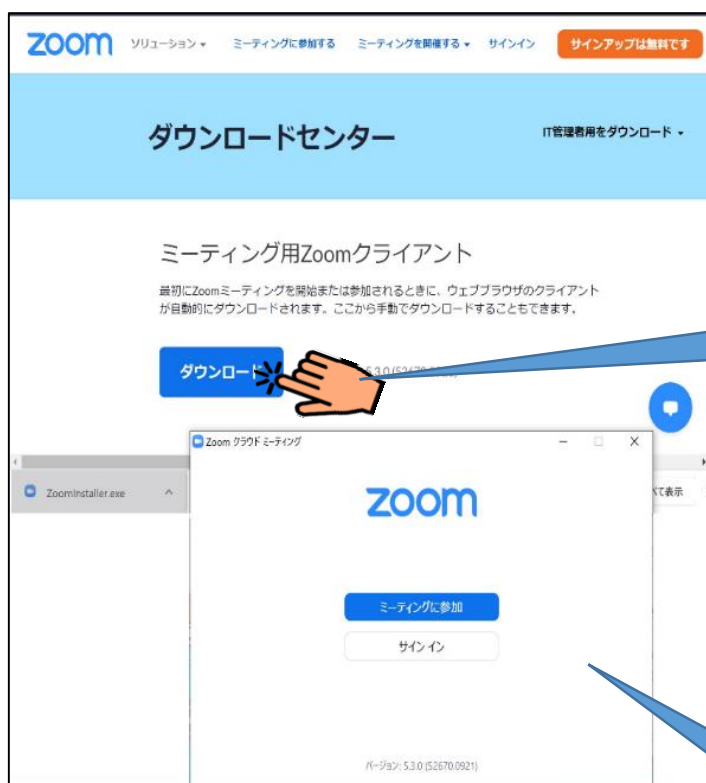 zoom ソリューション ミーティングに参加する ミーティングを開催する サインイン サインアップは無料です
ダウンロードセンター
IT管理者用をダウンロード
ミーティング用Zoomクライアント
最初にZoomミーティングを開始または参加されるときに、ウェブブラウザのクライアント
が自動的にダウンロードされます。ここから手動でダウンロードすることもできます。
ダウンロード
Zoom クラウド ミーティング
ZoomInstaller.exe
て表示
zoom
ミーティングに参加
サイン イン
バージョン: 5.3.0 (52670.0921)